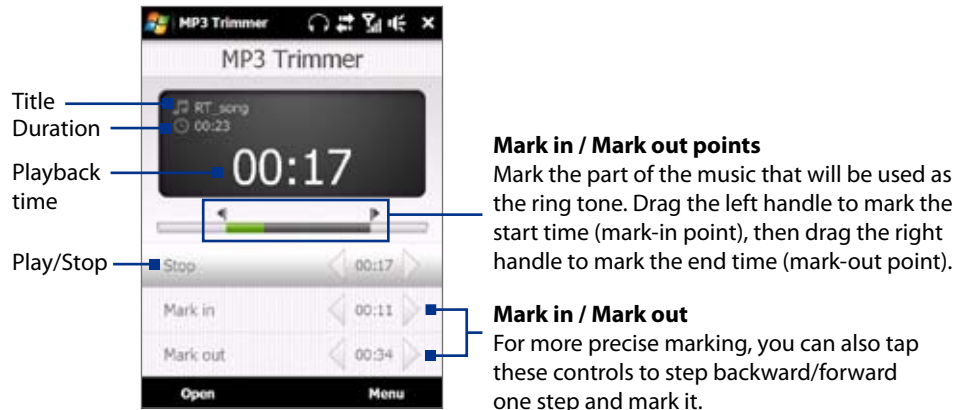 MP3 Trimmer
MP3 Trimmer
Title
RT_song
Duration
00:23
Playback
time
00:17
Play/Stop
Stop
00:17
Mark in
00:11
Mark out
00:34
Open
Menu
Mark in / Mark out points
Mark the part of the music that will be used as
the ring tone. Drag the left handle to mark the
start time (mark-in point), then drag the right
handle to mark the end time (mark-out point).
Mark in / Mark out
For more precise marking, you can also tap
these controls to step backward/forward
one step and mark it.